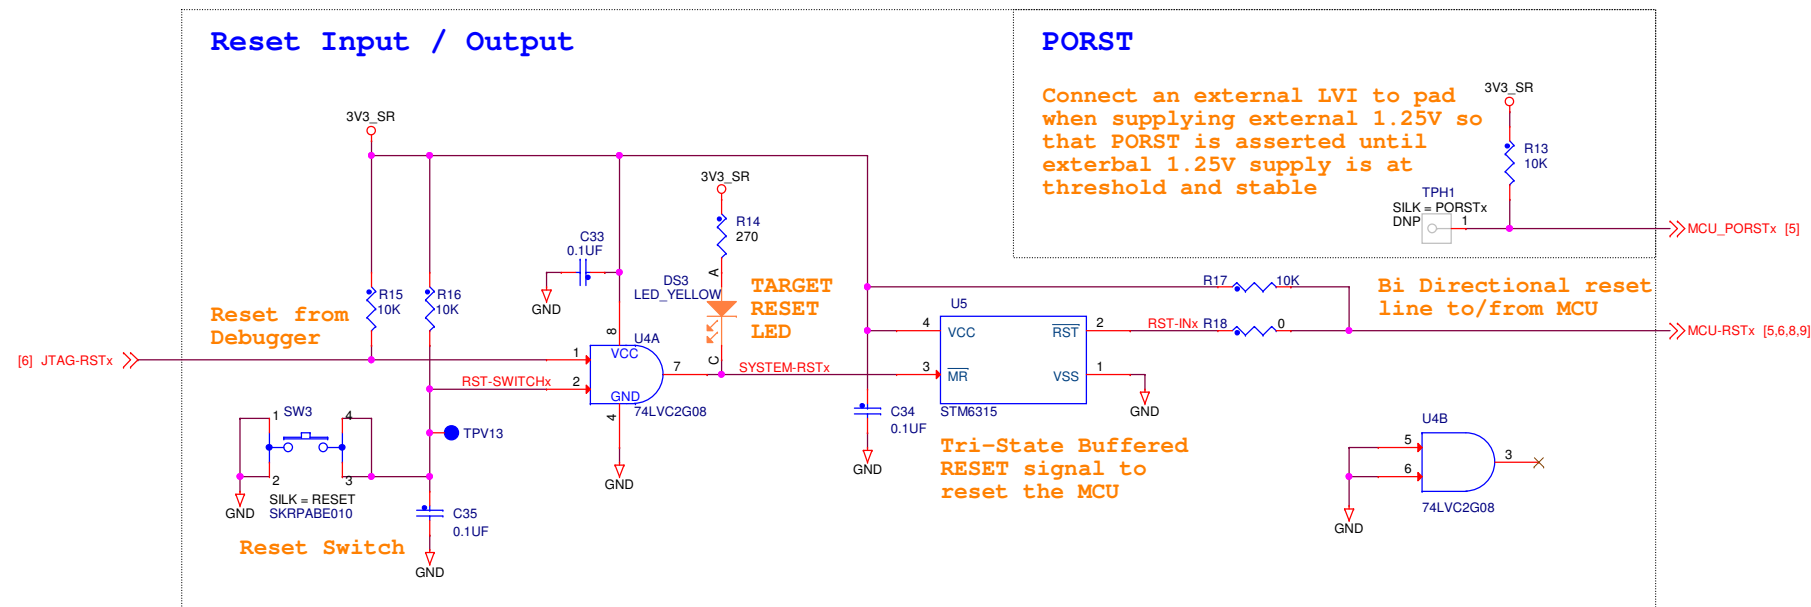 Reset Input / Output
PORST
Connect an external LVI to pad
when supplying external 1.25V so
that PORST is asserted until
exterbal 1.25V supply is at
threshold and stable
3V3_SR
R13
10K
TPH1
SILK = PORSTx
DNP
1
MCU_PORSTx [5]
3V3_SR
3V3_SR
R14
270
C33
0.1UF
GND
A
DS3
LED_YELLOW
C
TARGET
RESET
LED
R15
10K
R16
10K
Reset from
Debugger
[6] JTAG-RSTx
RST-SWITCHx
1
2
8
VCC
U4A
GND
7
4
74LVC2G08
GND
SYSTEM-RSTx
U5
4
VCC
RST
2
3
MR
VSS
1
STM6315
GND
RST-INx
R17
10K
R18
0
Bi Directional reset
line to/from MCU
MCU-RSTx [5,6,8,9]
C34
0.1UF
GND
Tri-State Buffered
RESET signal to
reset the MCU
SW3
1
4
2
3
TPV13
SILK = RESET
SKRPABE010
GND
C35
0.1UF
GND
Reset Switch
U4B
5
6
3
74LVC2G08
GND